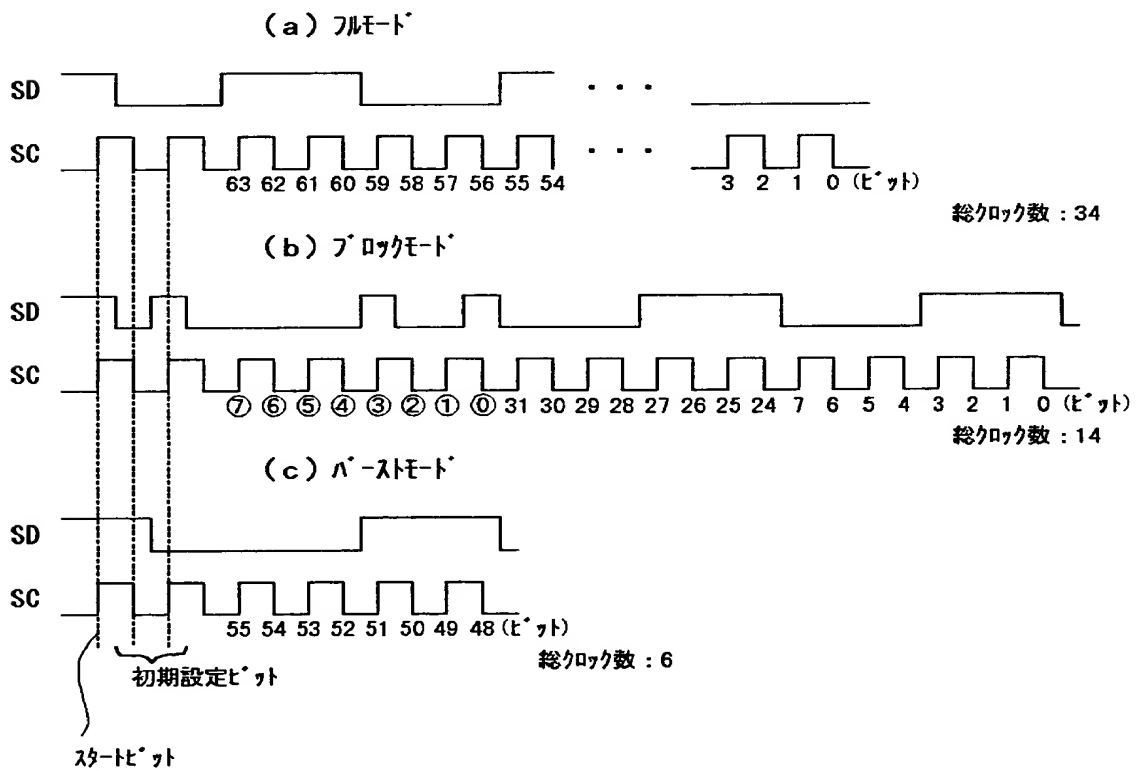 (a) フルモード
SD
・・・
SC
・・・
63 62 61 60 59 58 57 56 55 54
3 2 1 0 (ビット)
総クロック数:34
(b) ブロックモード
SD
SC
⑦ ⑥ ⑤ ④ ③ ② ① ⓪ 31 30 29 28 27 26 25 24 7 6 5 4 3 2 1 0 (ビット)
総クロック数:14
(c) バーストモード
SD
SC
55 54 53 52 51 50 49 48 (ビット)
総クロック数:6
初期設定ビット
スタートビット